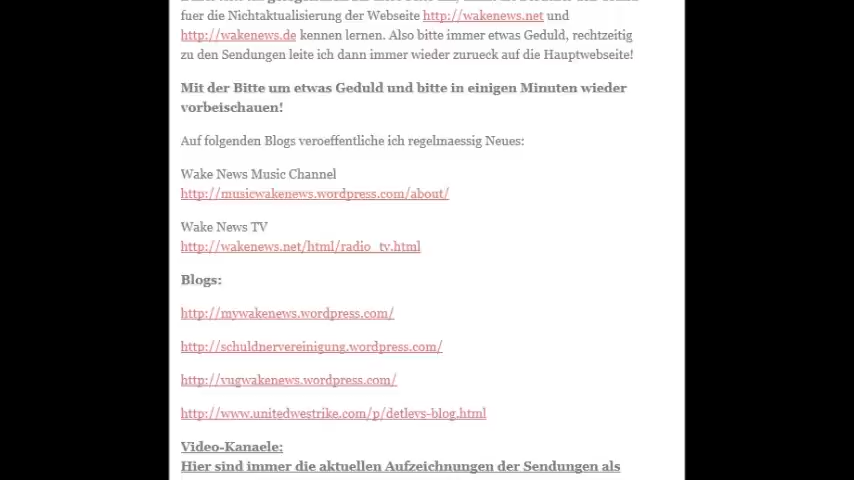 fuer die Nichtaktualisierung der Webseite http://wakenews.net und
http://wakenews.de kennen lernen. Also bitte immer etwas Geduld, rechtzeitig
zu den Sendungen leite ich dann immer wieder zurueck auf die Hauptwebseite!
Mit der Bitte um etwas Geduld und bitte in einigen Minuten wieder
vorbeischauen!
Auf folgenden Blogs veroeffentliche ich regelmaessig Neues:
Wake News Music Channel
http://musicwakenews.wordpress.com/about/
Wake News TV
http://wakenews.net/html/radio_tv.html
Blogs:
http://mywakenews.wordpress.com/
http://schuldnervereinigung.wordpress.com/
http://vugwakenews.wordpress.com/
http://www.unitedwestrike.com/p/detlevs-blog.html
Video-Kanaele:
Hier sind immer die aktuellen Aufzeichnungen der Sendungen als